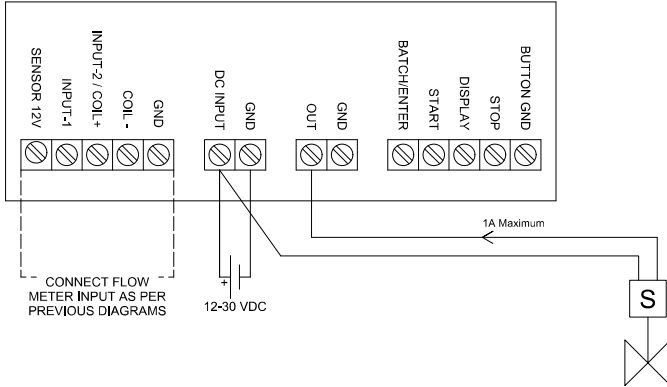 SENSOR 12V
INPUT-1
INPUT-2 / COIL+
COIL -
GND
DC INPUT
GND
OUT
GND
BATCH/ENTER
START
DISPLAY
STOP
BUTTON GND
1A Maximum
+
12-30 VDC
CONNECT FLOW
METER INPUT AS PER
PREVIOUS DIAGRAMS
S